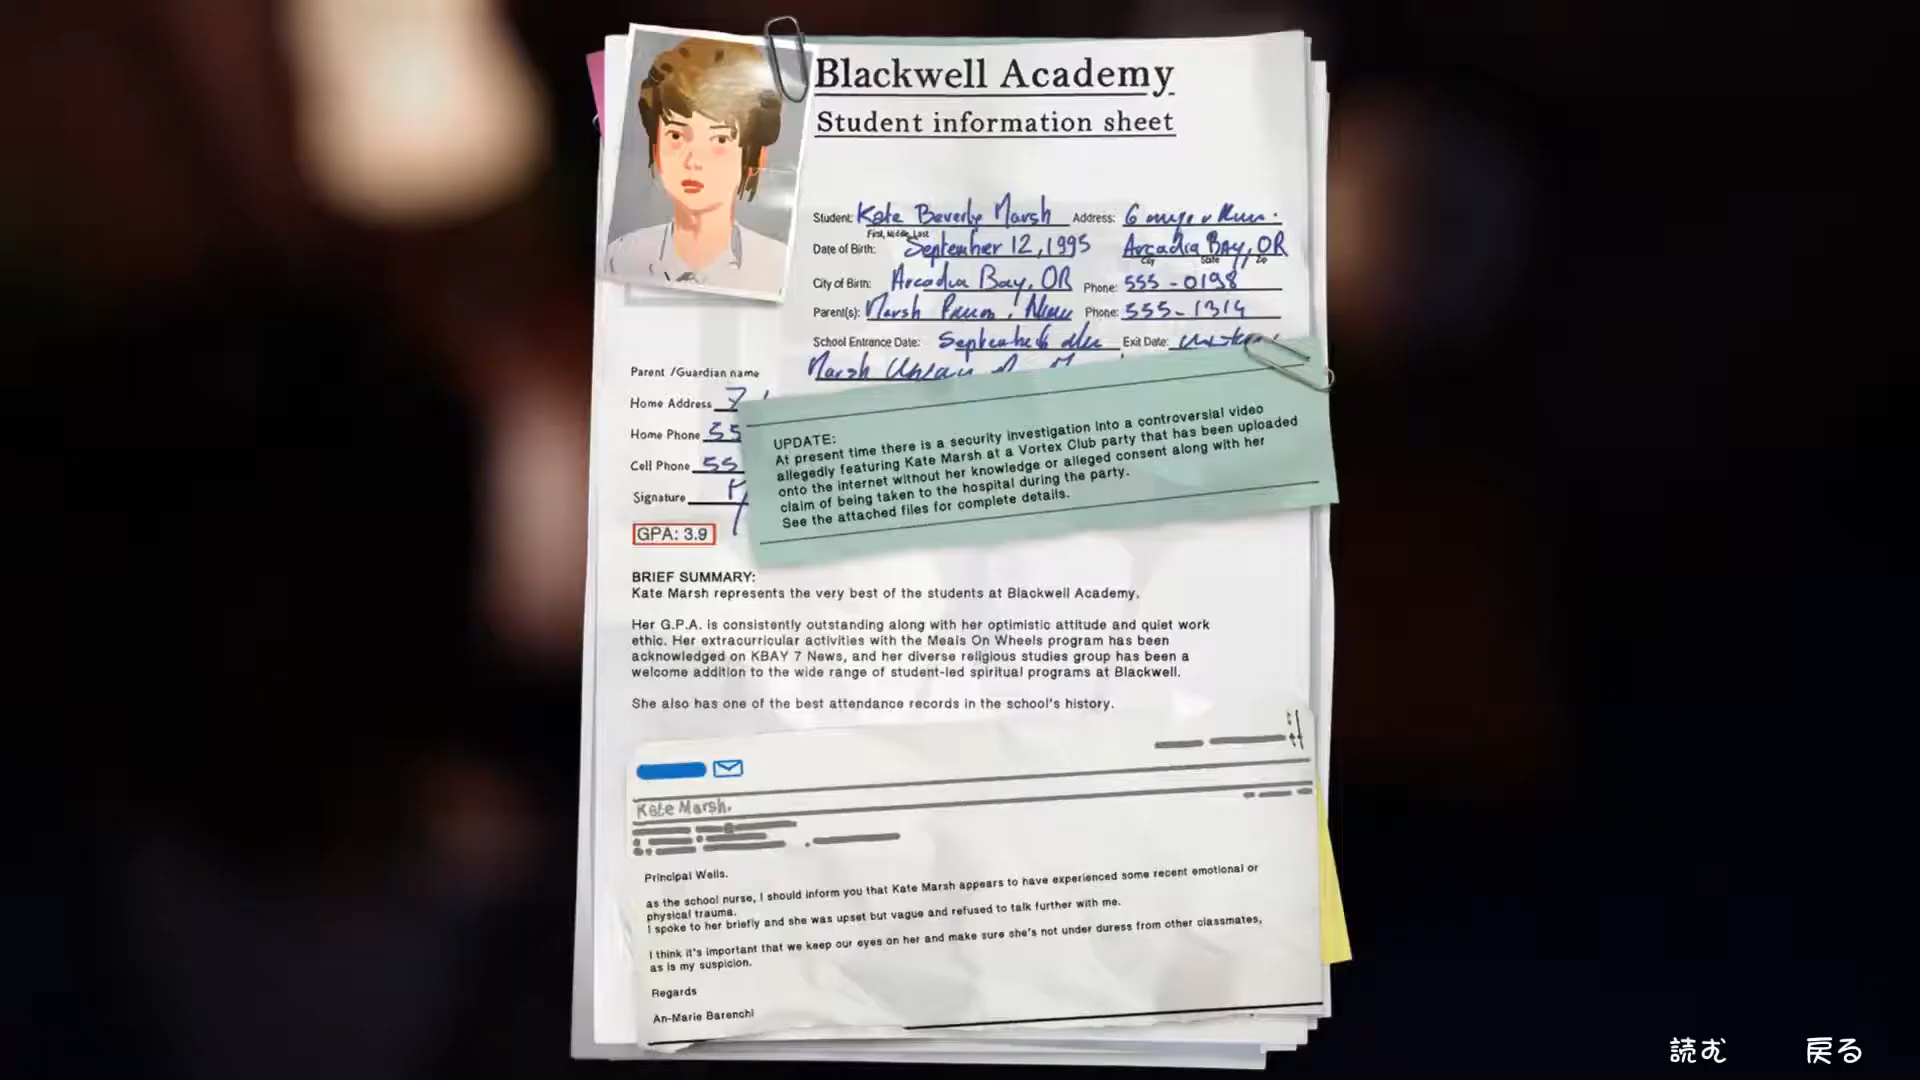 Blackwell Academy
Student information sheet
Student: Kate Beverly Marsh Address:
First, Middle, Last
Date of Birth: September 12, 1995 Arcadia Bay, OR
City State Zip
City of Birth: Arcadia Bay, OR Phone: 555-0198
Parent(s): Marsh Phone: 555-1314
School Entrance Date: Exit Date:
Parent /Guardian name Marsh
Home Address
Home Phone 55
Cell Phone 55
Signature
GPA: 3.9
UPDATE:
At present time there is a security investigation into a controversial video
allegedly featuring Kate Marsh at a Vortex Club party that has been uploaded
onto the internet without her knowledge or alleged consent along with her
claim of being taken to the hospital during the party.
See the attached files for complete details.
BRIEF SUMMARY:
Kate Marsh represents the very best of the students at Blackwell Academy.
Her G.P.A. is consistently outstanding along with her optimistic attitude and quiet work
ethic. Her extracurricular activities with the Meals On Wheels program has been
acknowledged on KBAY 7 News, and her diverse religious studies group has been a
welcome addition to the wide range of student-led spiritual programs at Blackwell.
She also has one of the best attendance records in the school's history.
Kate Marsh.
Principal Wells.
as the school nurse, I should inform you that Kate Marsh appears to have experienced some recent emotional or
physical trauma.
I spoke to her briefly and she was upset but vague and refused to talk further with me.
I think it's important that we keep our eyes on her and make sure she's not under duress from other classmates,
as is my suspicion.
Regards
An-Marie Barenchi
読む 戻る